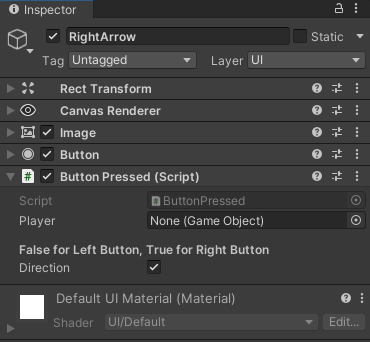 Inspector
RightArrow Static
Tag Untagged Layer UI
Rect Transform
Canvas Renderer
Image
Button
Button Pressed (Script)
Script ButtonPressed
Player None (Game Object)
False for Left Button, True for Right Button
Direction
Default UI Material (Material)
Shader UI/Default Edit...